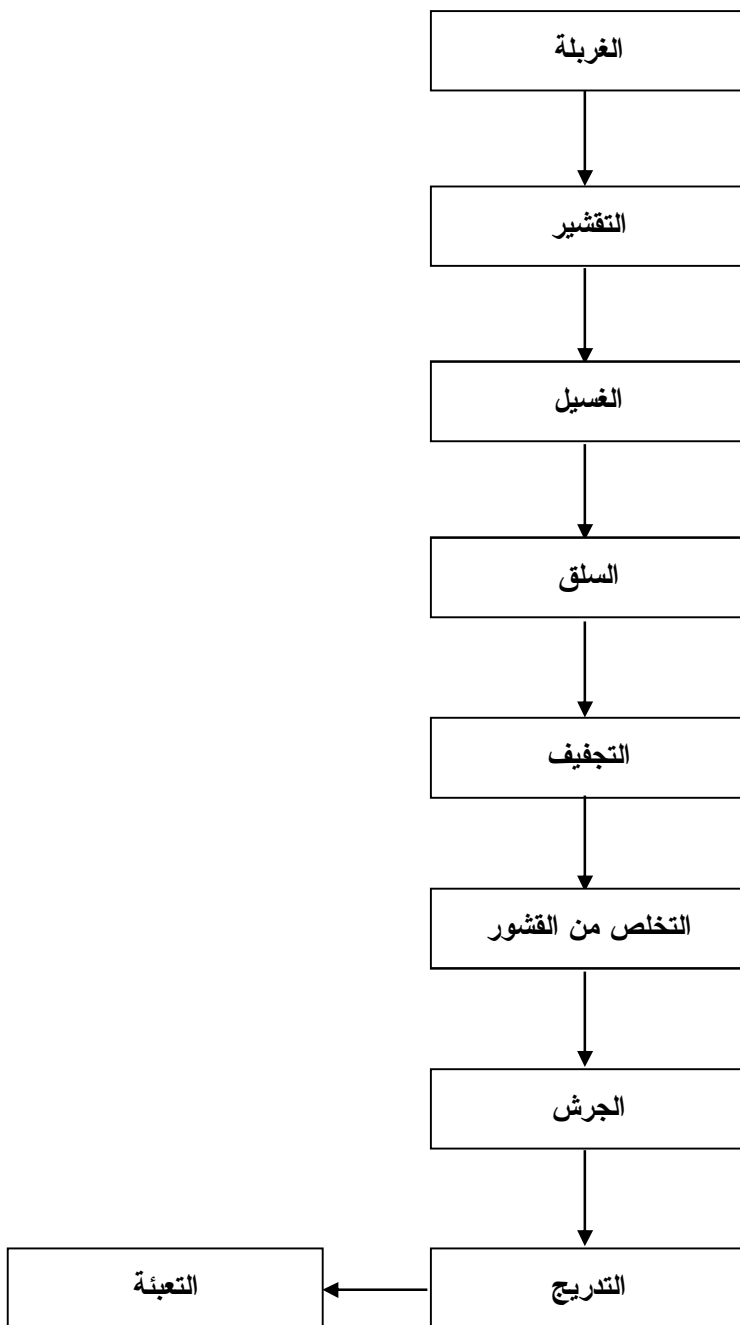 الغربلة
التقشير
الغسيل
السلق
التجفيف
التخلص من القشور
الجرش
التدريج
التعبئة